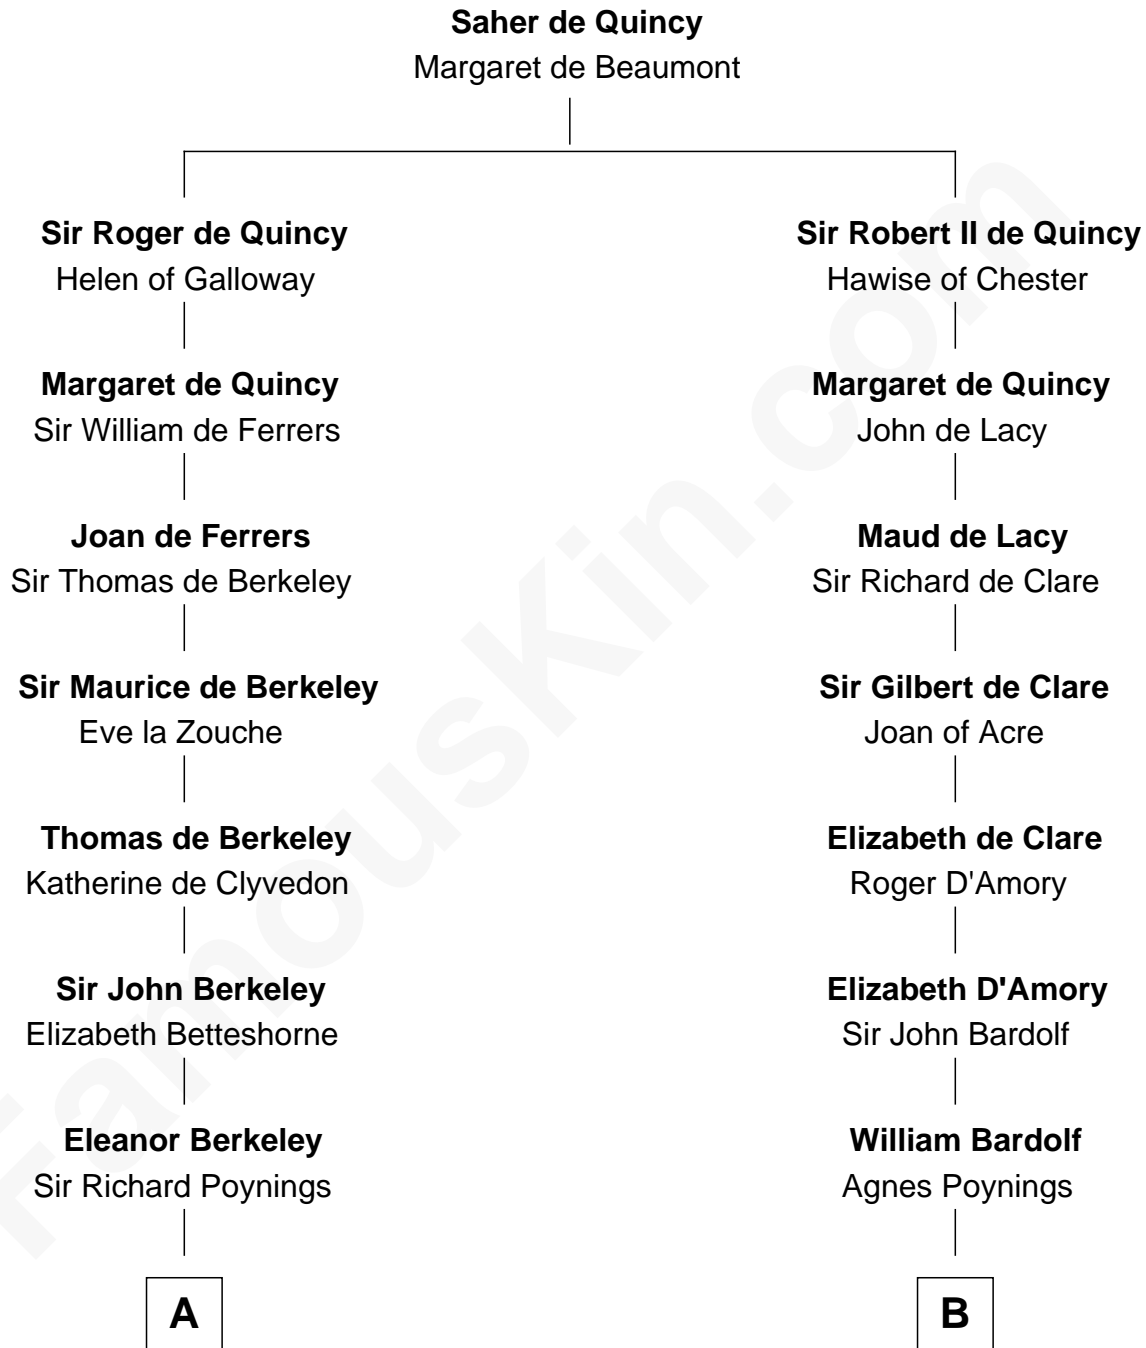 Saher de Quincy
Margaret de Beaumont
Sir Roger de Quincy
Helen of Galloway
Sir Robert II de Quincy
Hawise of Chester
Margaret de Quincy
Sir William de Ferrers
Margaret de Quincy
John de Lacy
Joan de Ferrers
Sir Thomas de Berkeley
Maud de Lacy
Sir Richard de Clare
Sir Maurice de Berkeley
Eve la Zouche
Sir Gilbert de Clare
Joan of Acre
Thomas de Berkeley
Katherine de Clyvedon
Elizabeth de Clare
Roger D'Amory
Sir John Berkeley
Elizabeth Betteshorne
Elizabeth D'Amory
Sir John Bardolf
Eleanor Berkeley
Sir Richard Poynings
William Bardolf
Agnes Poynings
A
B
FamousKin.com